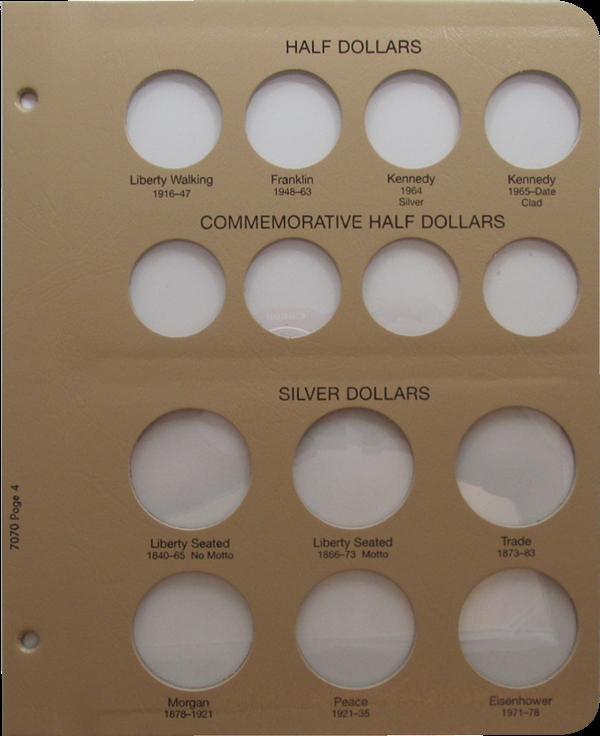 HALF DOLLARS
Liberty Walking
1916–47
Franklin
1948–63
Kennedy
1964
Silver
Kennedy
1965–Date
Clad
COMMEMORATIVE HALF DOLLARS
Canon
SILVER DOLLARS
Liberty Seated
1840–65 No Motto
Liberty Seated
1866–73 Motto
Trade
1873–83
Morgan
1878–1921
Peace
1921–35
Eisenhower
1971–78
7070 Page 4